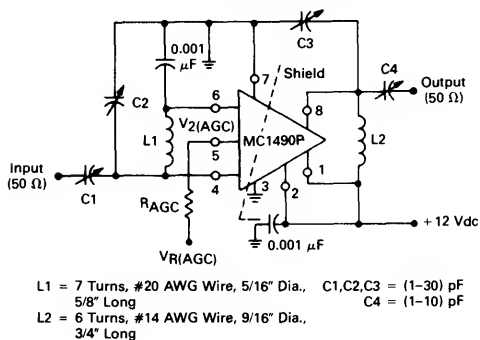 C3
0.001
μF
C4
Output
(50 Ω)
7
Shield
C2
6
8
V2(AGC)
MC1490P
L1
L2
5
Input
(50 Ω)
4
3
2
1
C1
RAGC
0.001 μF
+12 Vdc
VR(AGC)
L1 = 7 Turns, #20 AWG Wire, 5/16" Dia., C1,C2,C3 = (1–30) pF
5/8" Long C4 = (1–10) pF
L2 = 6 Turns, #14 AWG Wire, 9/16" Dia.,
3/4" Long